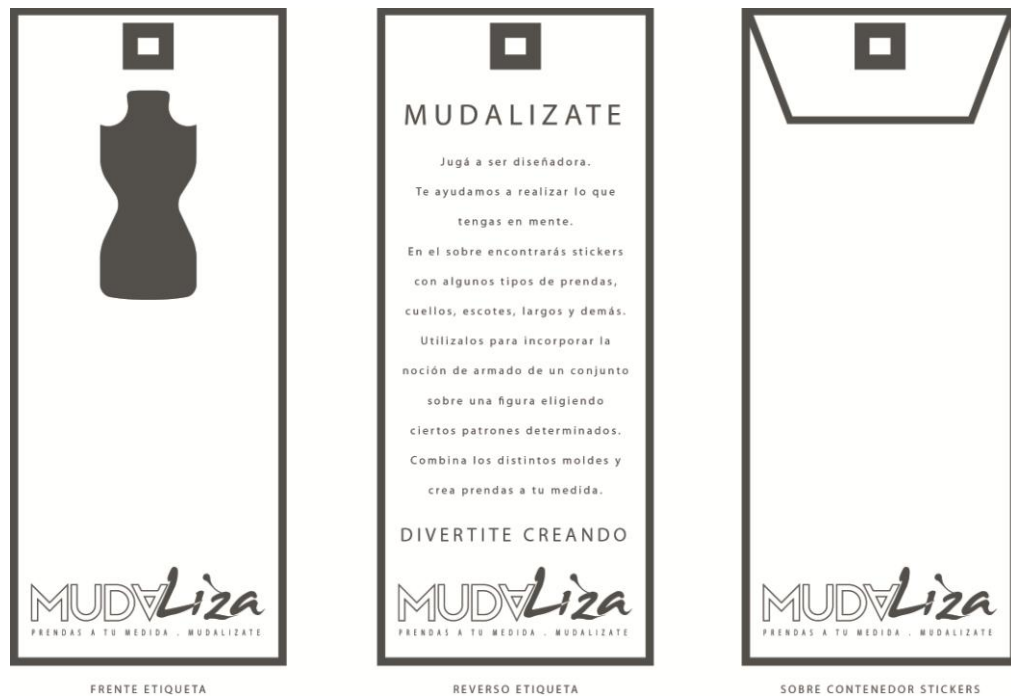 MUDALIZA
PRENDAS A TU MEDIDA . MUDALIZATE
FRENTE ETIQUETA
MUDALIZATE
Jugá a ser diseñadora.
Te ayudamos a realizar lo que
tengas en mente.
En el sobre encontrarás stickers
con algunos tipos de prendas,
cuellos, escotes, largos y demás.
Utilizalos para incorporar la
noción de armado de un conjunto
sobre una figura eligiendo
ciertos patrones determinados.
Combina los distintos moldes y
crea prendas a tu medida.
DIVERTITE CREANDO
MUDALiza
PRENDAS A TU MEDIDA . MUDALIZATE
REVERSO ETIQUETA
MUDALiza
PRENDAS A TU MEDIDA . MUDALIZATE
SOBRE CONTENEDOR STICKERS